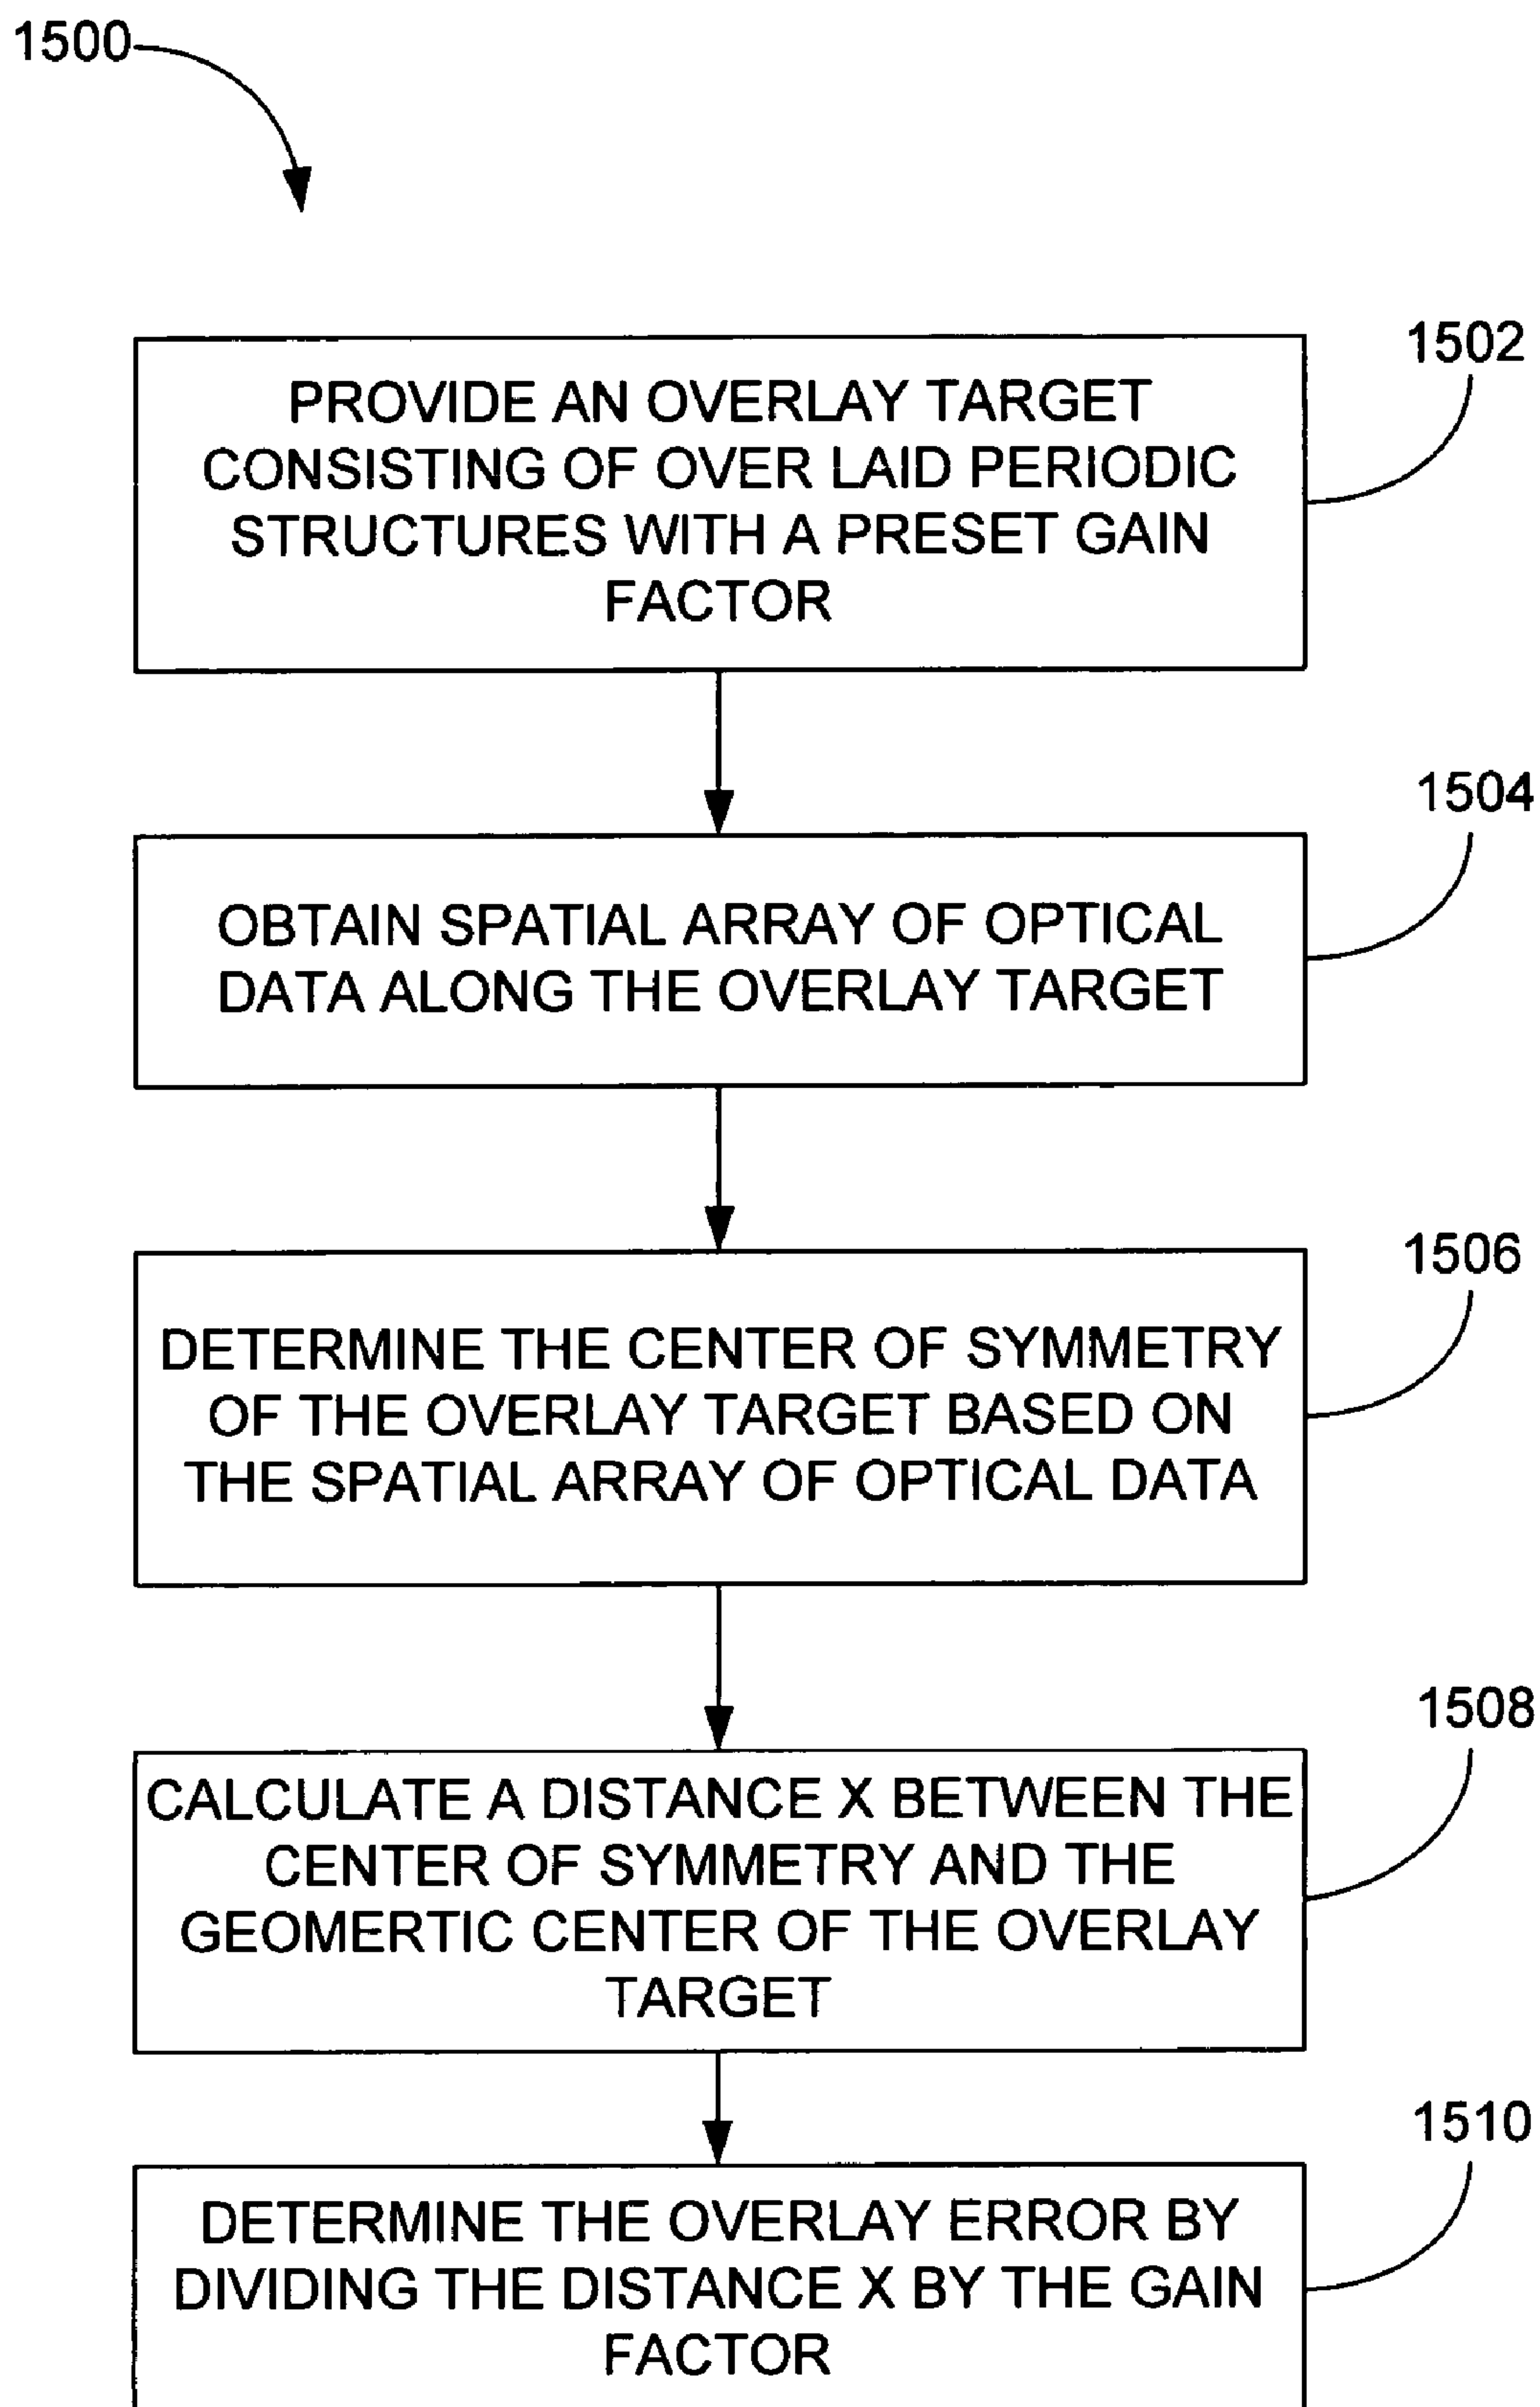 1500
1502
PROVIDE AN OVERLAY TARGET
CONSISTING OF OVER LAID PERIODIC
STRUCTURES WITH A PRESET GAIN
FACTOR
1504
OBTAIN SPATIAL ARRAY OF OPTICAL
DATA ALONG THE OVERLAY TARGET
1506
DETERMINE THE CENTER OF SYMMETRY
OF THE OVERLAY TARGET BASED ON
THE SPATIAL ARRAY OF OPTICAL DATA
1508
CALCULATE A DISTANCE X BETWEEN THE
CENTER OF SYMMETRY AND THE
GEOMERTIC CENTER OF THE OVERLAY
TARGET
1510
DETERMINE THE OVERLAY ERROR BY
DIVIDING THE DISTANCE X BY THE GAIN
FACTOR